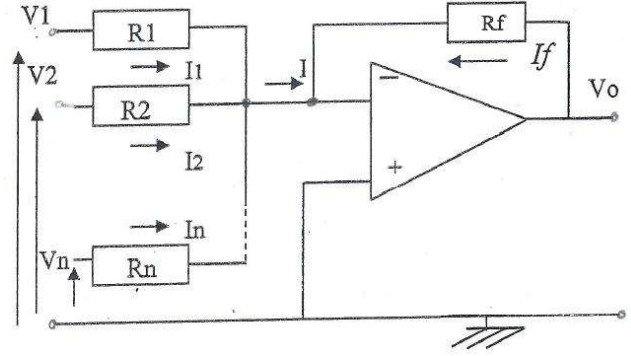 V1
R1
Rf
I1
I
If
V2
R2
−
Vo
I2
+
In
Vn
Rn